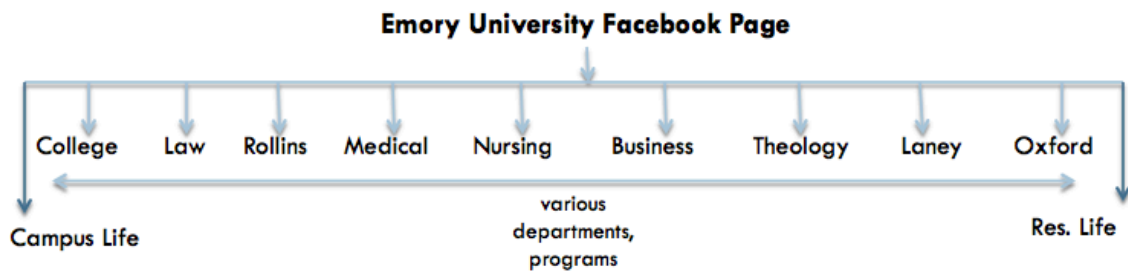 Emory University Facebook Page
College Law Rollins Medical Nursing Business Theology Laney Oxford
various
departments,
programs
Campus Life
Res. Life